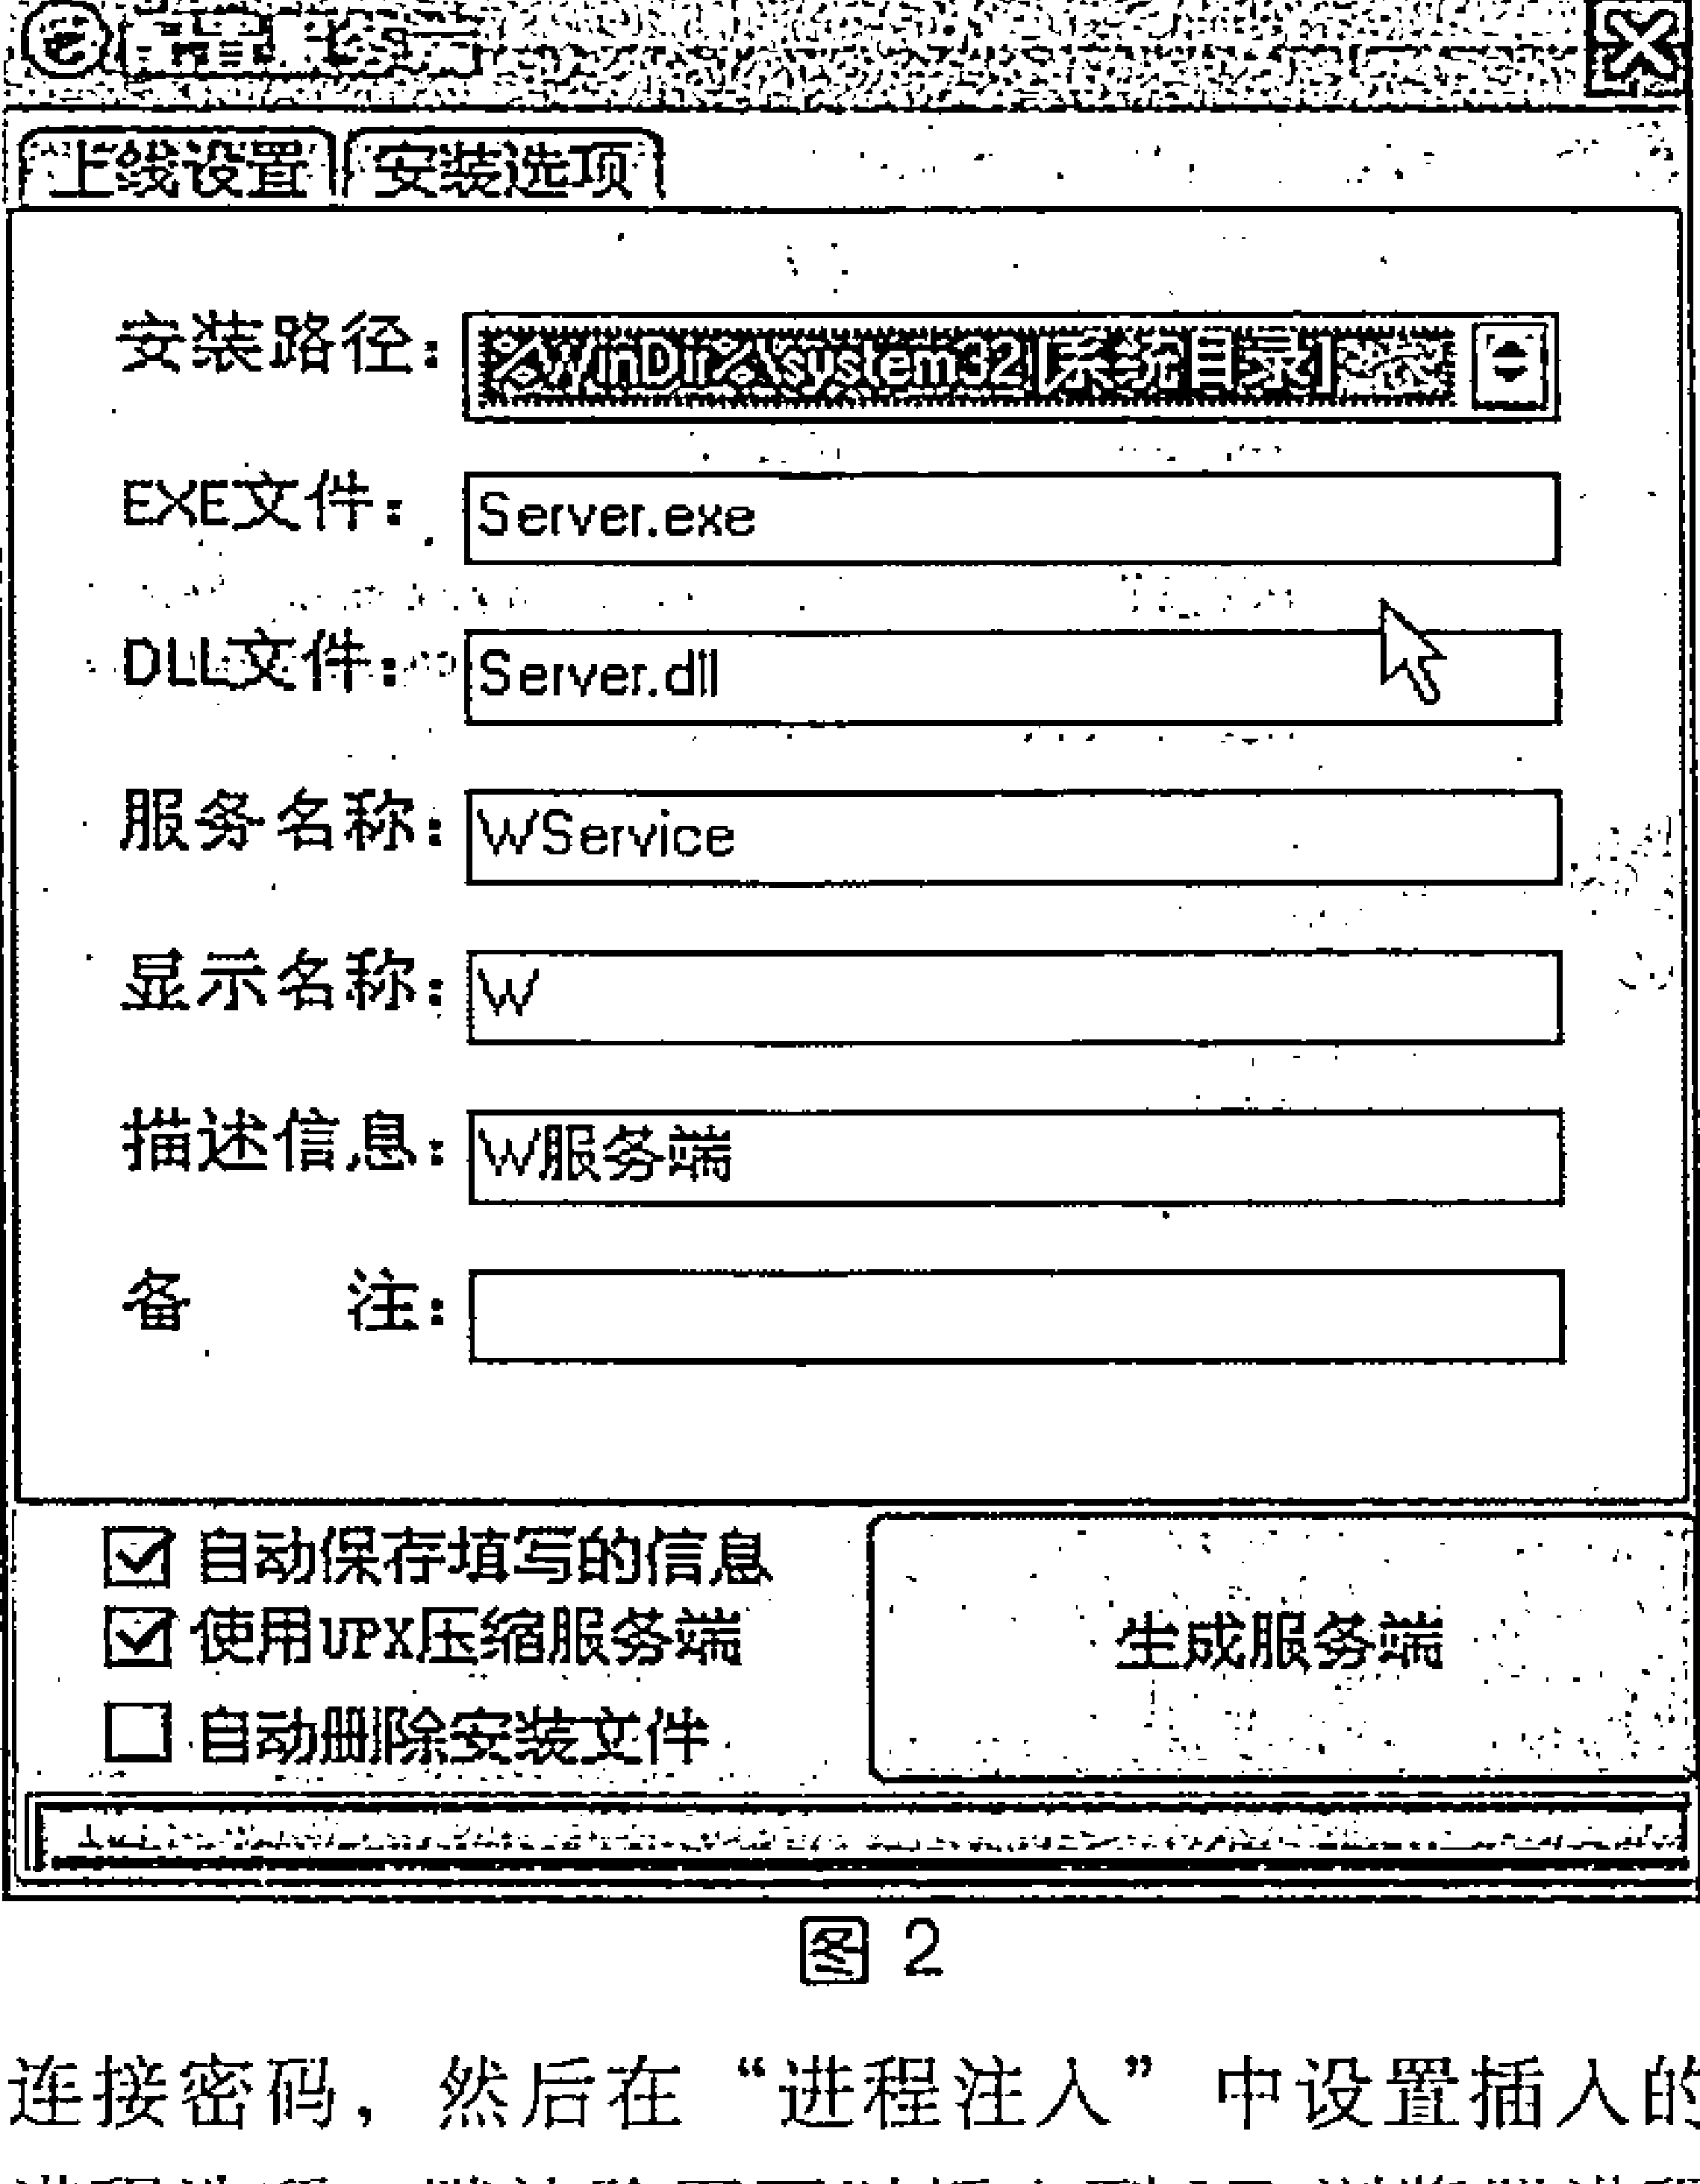 配置服务端
上线设置 安装选项
安装路径: %WinDir%\system32[系统目录]
EXE文件: Server.exe
DLL文件: Server.dll
服务名称: WService
显示名称: W
描述信息: W服务端
备 注:
自动保存填写的信息
使用UPX压缩服务端
生成服务端
自动删除安装文件
图 2
连接密码，然后在“进程注入”中设置插入的